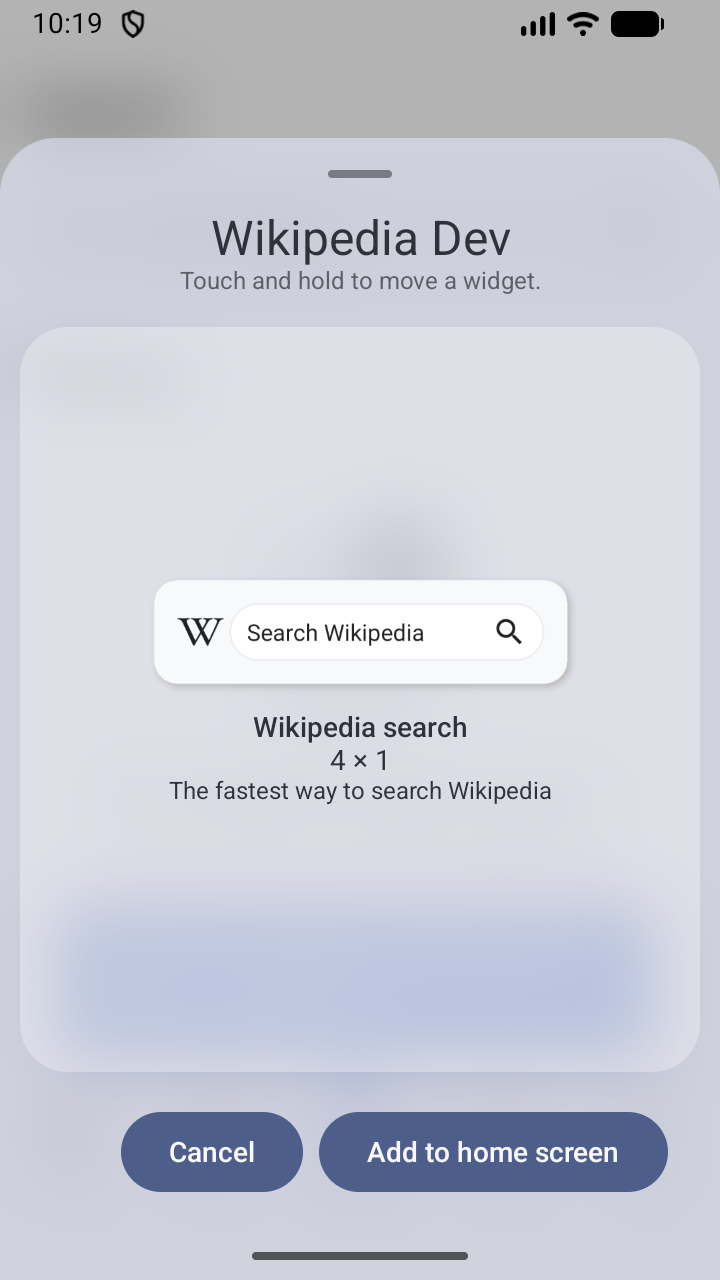 10:19
Wikipedia Dev
Touch and hold to move a widget.
W Search Wikipedia
Wikipedia search
4 × 1
The fastest way to search Wikipedia
Cancel Add to home screen